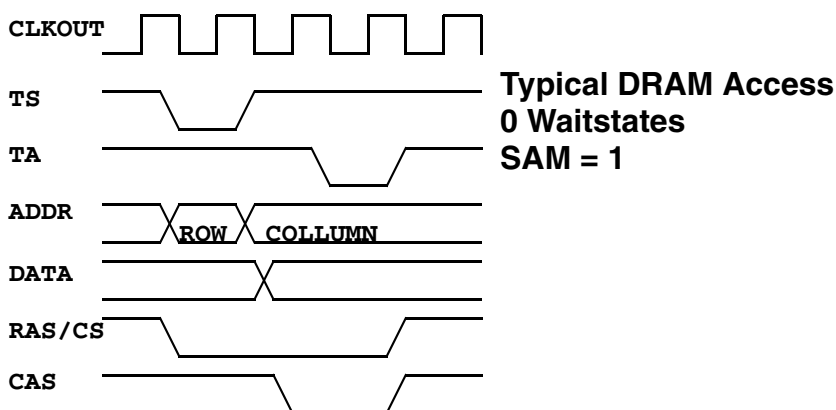 CLKOUT
TS
Typical DRAM Access
0 Waitstates
TA
SAM = 1
ADDR
ROW COLLUMN
DATA
RAS/CS
CAS